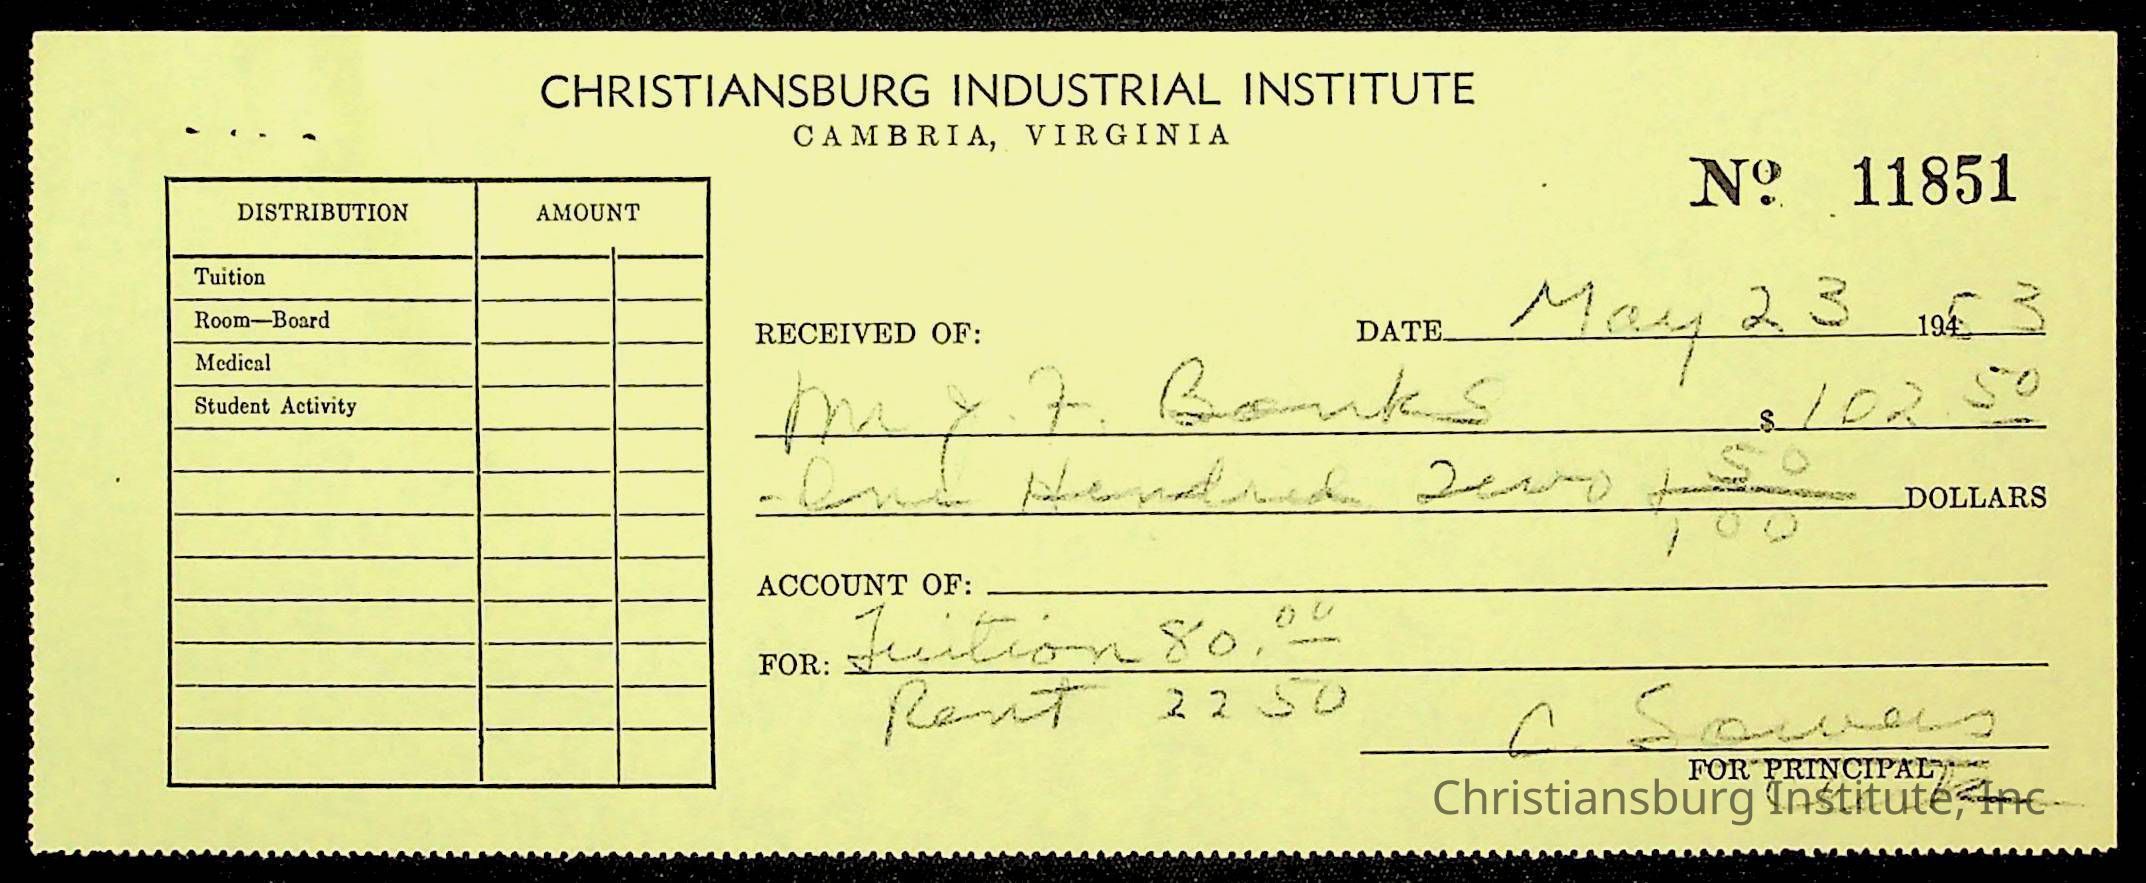 CHRISTIANSBURG INDUSTRIAL INSTITUTE
CAMBRIA, VIRGINIA
Nº 11851
DISTRIBUTION AMOUNT
Tuition
Room—Board
Medical
Student Activity
RECEIVED OF: DATE May 23 194 53
Mr J. F. Banks $ 102 50
One Hundred 50/100 DOLLARS
ACCOUNT OF:
FOR: Tuition 80.00
Rent 22 50
C. Sowers
FOR PRINCIPAL
Christiansburg Institute, Inc